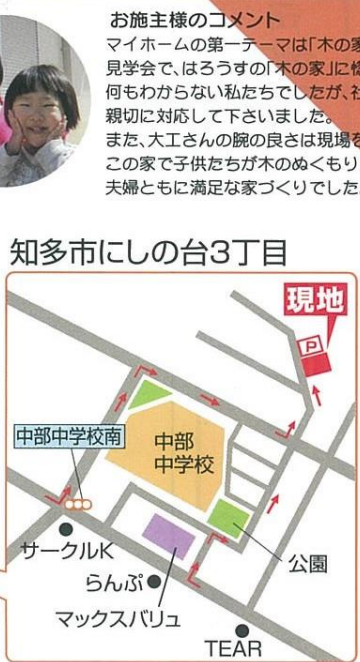 お施主様のコメント
マイホームの第一テーマは「木の家
見学会で、はろうすの「木の家」に
何もわからない私たちでしたが、社
親切に対応して下さいました。
また、大工さんの腕の良さは現場を
この家で子供たちが木のぬくもり
夫婦ともに満足な家づくりでした
知多市にしの台3丁目
現地
P
中部中学校南
中部
中学校
サークルK
らんぷ
マックスバリュ
公園
TEAR